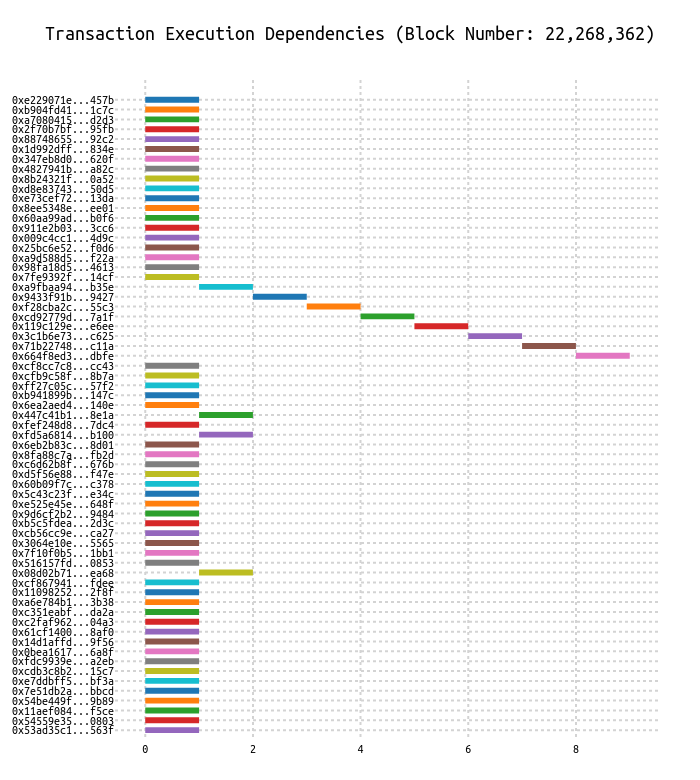 Transaction Execution Dependencies (Block Number: 22,268,362)
0xe229071e...457b
0xb904fd41...1c7c
0xa7080415...d2d3
0x2f70b7bf...95fb
0x88748655...92c2
0x1d992dff...834e
0x347eb8d0...620f
0x4827941b...a82c
0x8b24321f...0a52
0xd8e83743...50d5
0xe73cef72...13da
0x8ee5348e...ee01
0x60aa99ad...b0f6
0x911e2b03...3cc6
0x009c4cc1...4d9c
0x25bc6e52...f0d6
0xa9d588d5...f22a
0x98fa18d5...4613
0x7fe9392f...14cf
0xa9fbaa94...b35e
0x9433f91b...9427
0xf28cba2c...55c3
0xcd92779d...7a1f
0x119c129e...e6ee
0x3c1b6e73...c625
0x71b22748...c11a
0x664f8ed3...dbfe
0xcf8cc7c8...cc43
0xcfb9c58f...8b7a
0xff27c05c...57f2
0xb941899b...147c
0x6ea2aed4...140e
0x447c41b1...8e1a
0xfef248d8...7dc4
0xfd5a6814...b100
0x6eb2b83c...8d01
0x8fa88c7a...fb2d
0xc6d62b8f...676b
0xd5f56e88...f47e
0x60b09f7c...c378
0x5c43c23f...e34c
0xe525e45e...648f
0x9d6cf2b2...9484
0xb5c5fdea...2d3c
0xcb56cc9e...ca27
0x3064e10e...5565
0x7f10f0b5...1bb1
0x516157fd...0853
0x08d02b71...ea68
0xcf867941...fdee
0x11098252...2f8f
0xa6e784b1...3b38
0xc351eabf...da2a
0xc2faf962...04a3
0x61cf1400...8af0
0x14d1affd...9f56
0x0bea1617...6a8f
0xfdc9939e...a2eb
0xcdb3c8b2...15c7
0xe7ddbff5...bf3a
0x7e51db2a...bbcd
0x54be449f...9b89
0x11aef084...f5ce
0x54559e35...0803
0x53ad35c1...563f
0 2 4 6 8